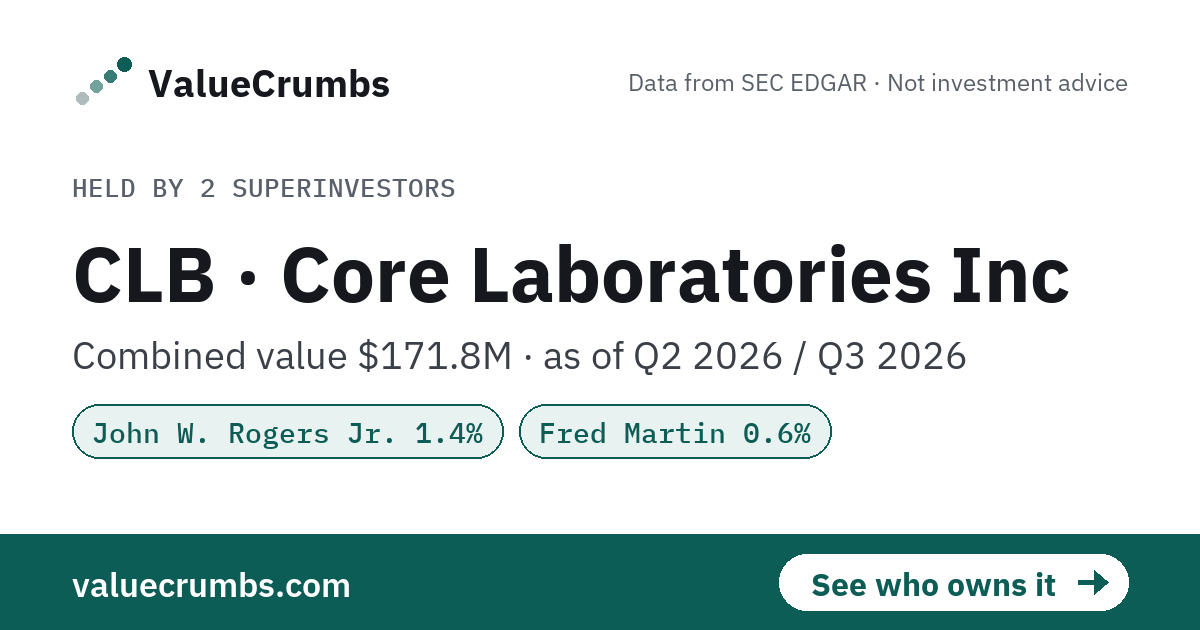 ValueCrumbs
Data from SEC EDGAR · Not investment advice
HELD BY 2 SUPERINVESTORS
CLB · Core Laboratories Inc
Combined value $171.8M · as of Q2 2026 / Q3 2026
John W. Rogers Jr. 1.4%
Fred Martin 0.6%
valuecrumbs.com
See who owns it